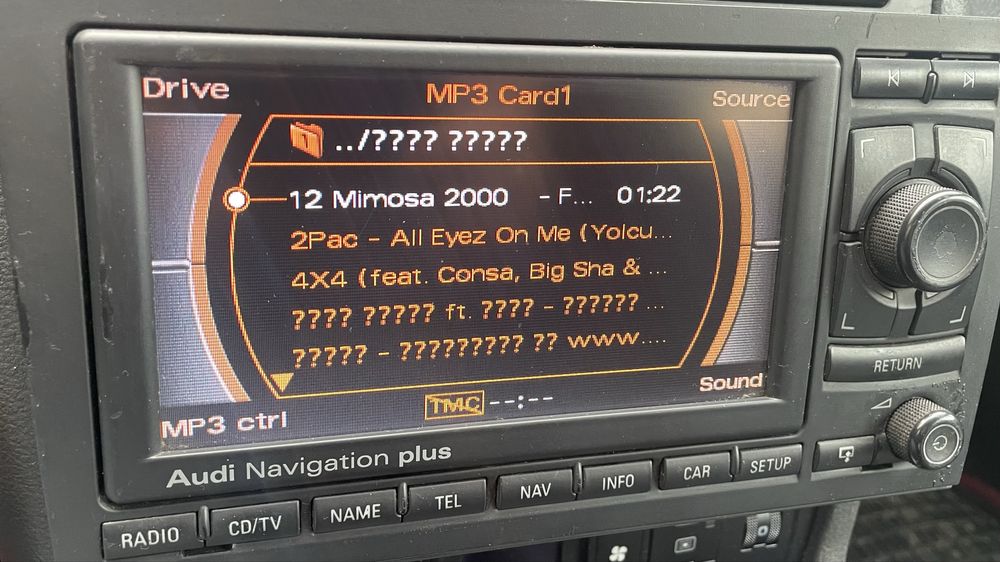 Drive
MP3 Card1
Source
1 ../???? ?????
12 Mimosa 2000 - F... 01:22
2Pac - All Eyez On Me (Yolcu...
4X4 (feat. Consa, Big Sha & ...
???? ????? ft. ???? - ?????? ...
????? - ????????? ?? www....
Sound
TMC --:--
MP3 ctrl
Audi Navigation plus
RETURN
RADIO CD/TV NAME TEL NAV INFO CAR SETUP